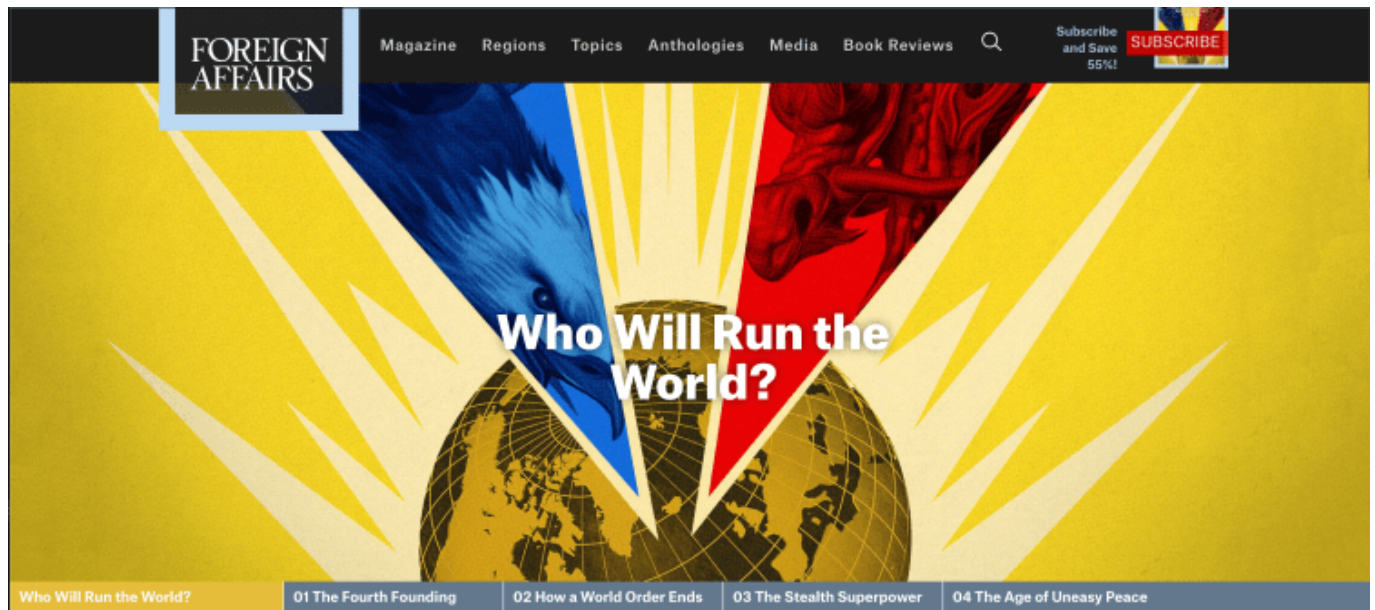 FOREIGN
AFFAIRS
Magazine Regions Topics Anthologies Media Book Reviews
Subscribe
and Save
55%!
SUBSCRIBE
Who Will Run the
World?
Who Will Run the World? 01 The Fourth Founding 02 How a World Order Ends 03 The Stealth Superpower 04 The Age of Uneasy Peace